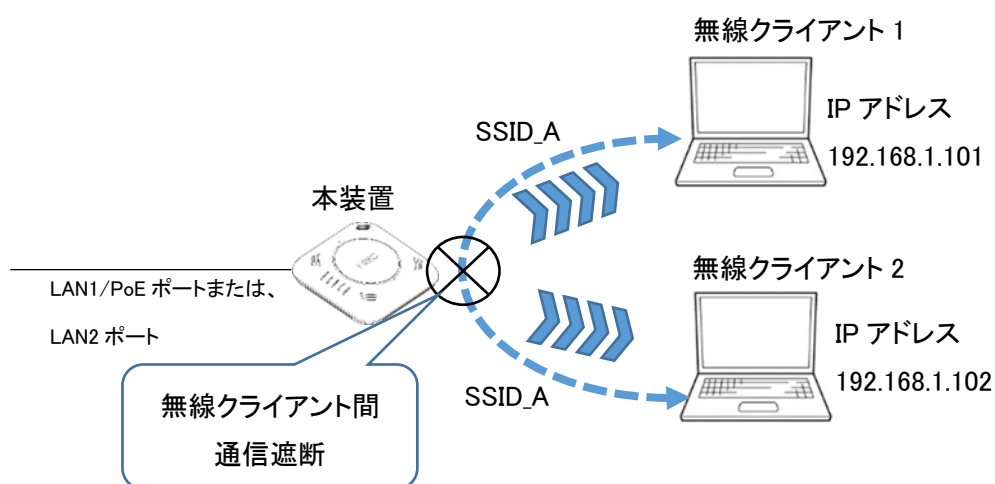 無線クライアント 1
IP アドレス
192.168.1.101
SSID_A
本装置
LAN1/PoE ポートまたは、
LAN2 ポート
無線クライアント 2
IP アドレス
192.168.1.102
SSID_A
無線クライアント間
通信遮断